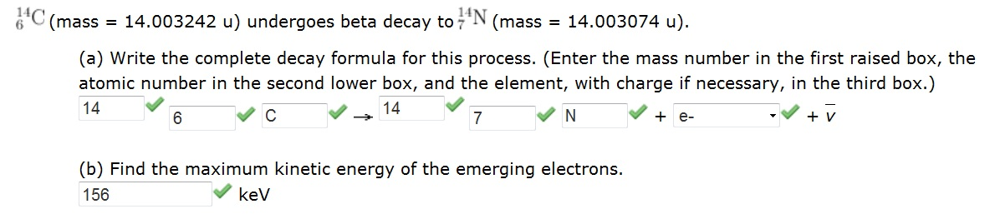 ¹⁴₆C (mass = 14.003242 u) undergoes beta decay to ¹⁴₇N (mass = 14.003074 u).
(a) Write the complete decay formula for this process. (Enter the mass number in the first raised box, the
atomic number in the second lower box, and the element, with charge if necessary, in the third box.)
14 6 C → 14 7 N + e- + v̅
(b) Find the maximum kinetic energy of the emerging electrons.
156 keV